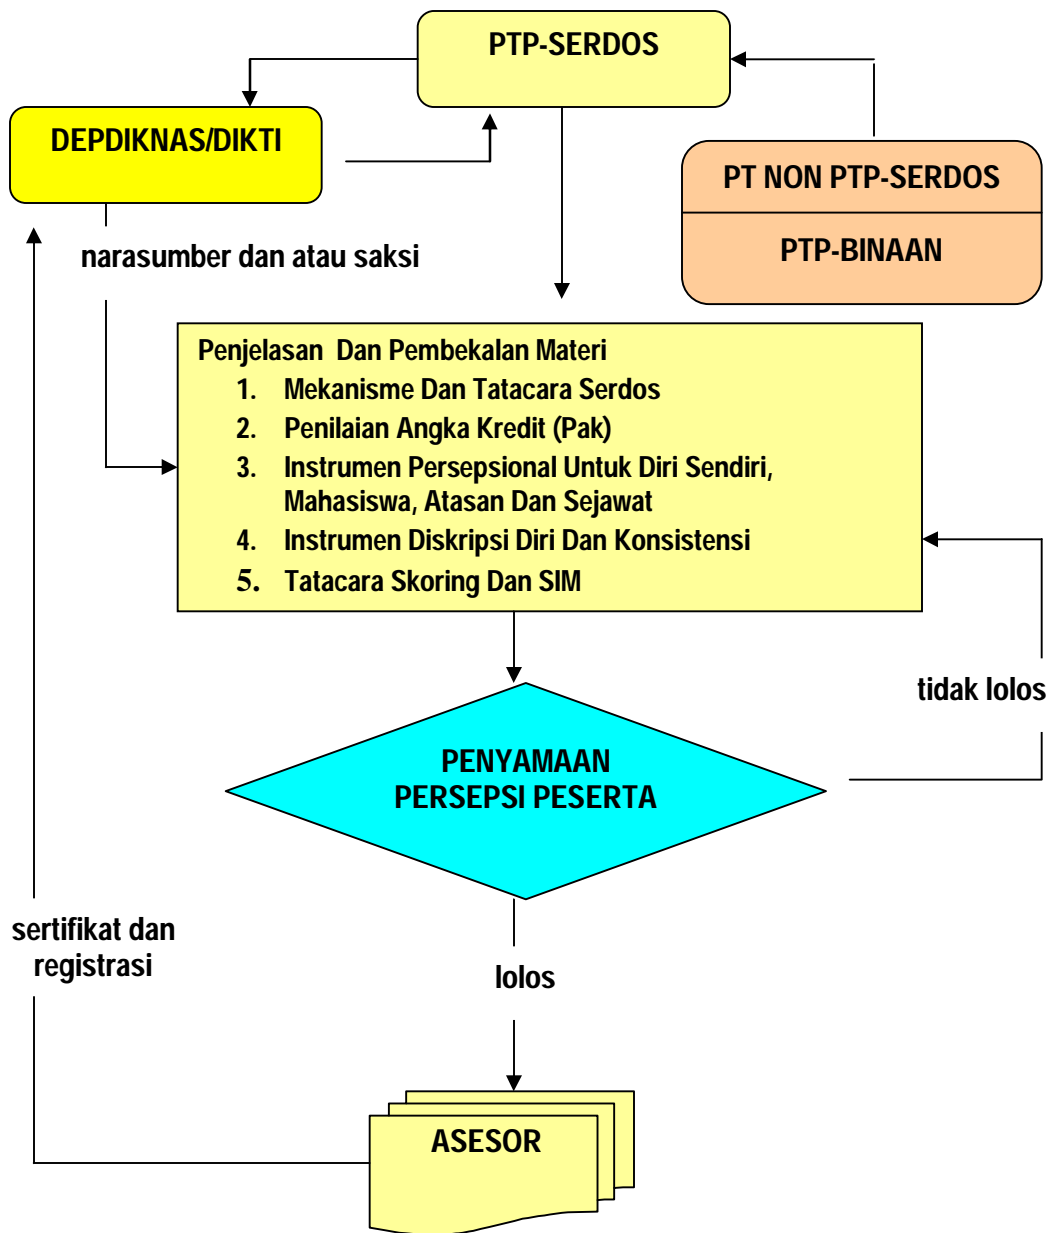 PTP-SERDOS
DEPDIKNAS/DIKTI
PT NON PTP-SERDOS
PTP-BINAAN
narasumber dan atau saksi
Penjelasan Dan Pembekalan Materi
1. Mekanisme Dan Tatacara Serdos
2. Penilaian Angka Kredit (Pak)
3. Instrumen Persepsional Untuk Diri Sendiri,
Mahasiswa, Atasan Dan Sejawat
4. Instrumen Diskripsi Diri Dan Konsistensi
5. Tatacara Skoring Dan SIM
tidak lolos
PENYAMAAN
PERSEPSI PESERTA
sertifikat dan
registrasi
lolos
ASESOR